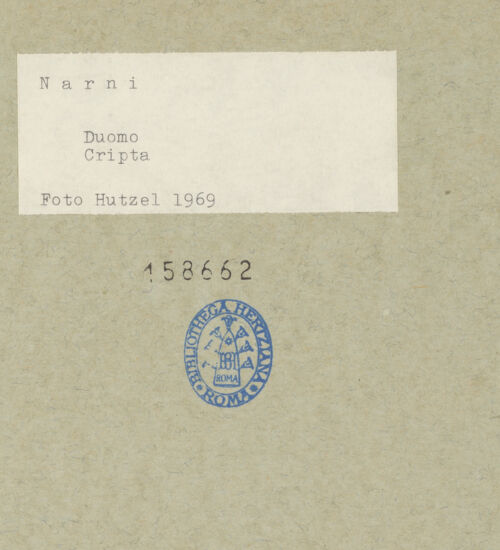 N a r n i
Duomo
Cripta
Foto Hutzel 1969
158662
BIBLIOTHECA HERTZIANA
ROMA
ROMA